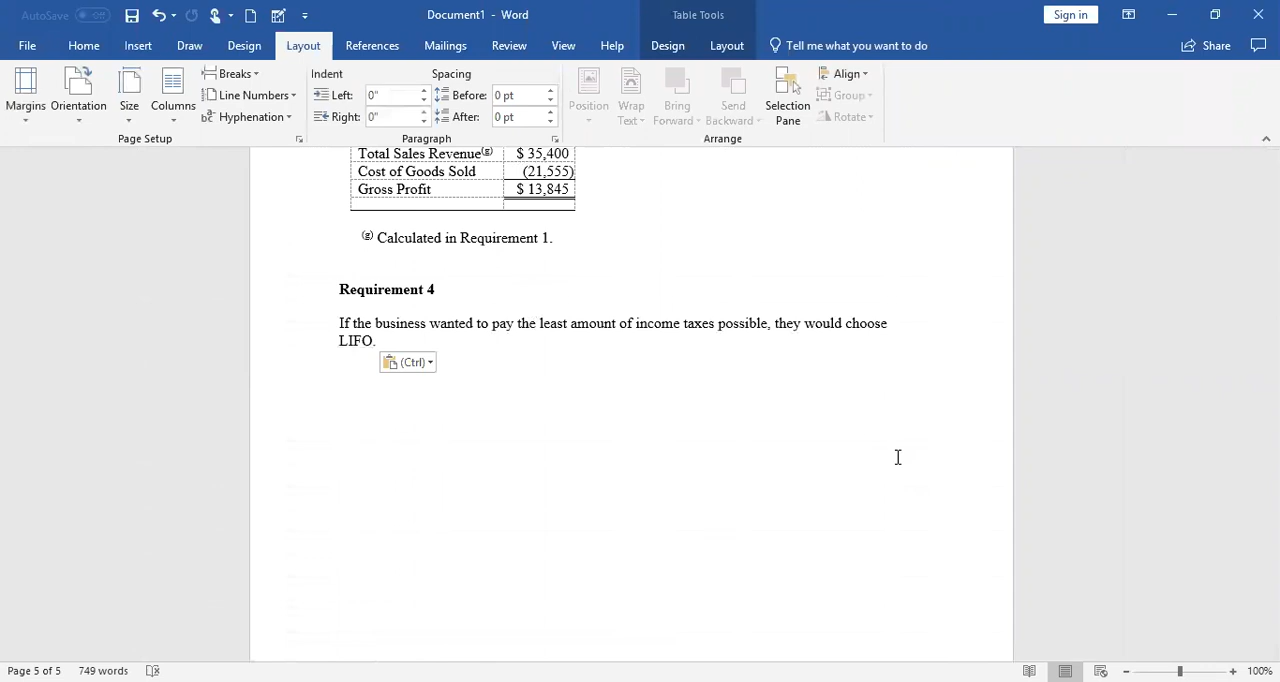 AutoSave Off Document1 - Word Table Tools Sign in
File Home Insert Draw Design Layout References Mailings Review View Help Design Layout Tell me what you want to do Share
Margins Orientation Size Columns Breaks Line Numbers Hyphenation
Page Setup
Indent Spacing
Left: 0" Before: 0 pt
Right: 0" After: 0 pt
Paragraph
Position Wrap Text Bring Forward Send Backward Selection Pane Align Group Rotate
Arrange
Total Sales Revenue(g) $ 35,400
Cost of Goods Sold (21,555)
Gross Profit $ 13,845
(g) Calculated in Requirement 1.
Requirement 4
If the business wanted to pay the least amount of income taxes possible, they would choose
LIFO.
(Ctrl)
Page 5 of 5 749 words 100%